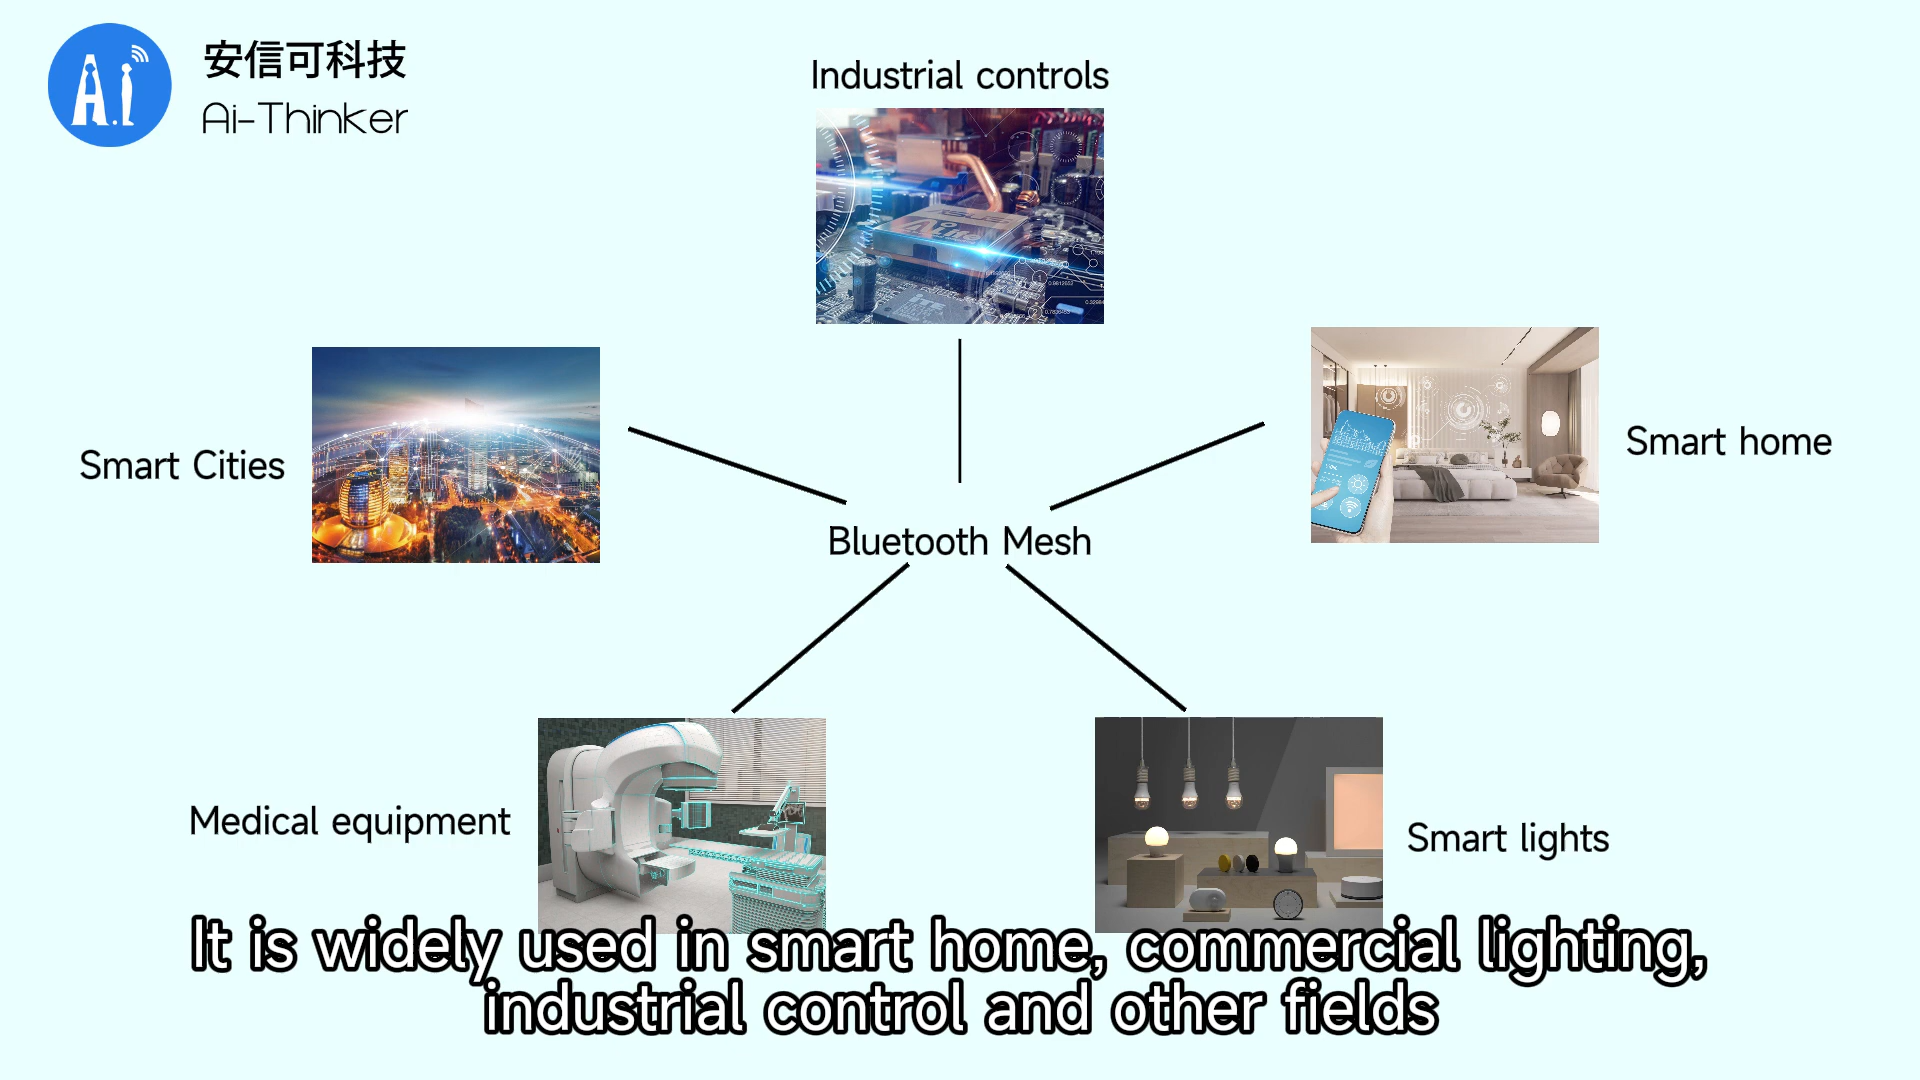 安信可科技
Ai-Thinker
Industrial controls
Smart Cities
Smart home
Bluetooth Mesh
Medical equipment
Smart lights
It is widely used in smart home, commercial lighting,
industrial control and other fields